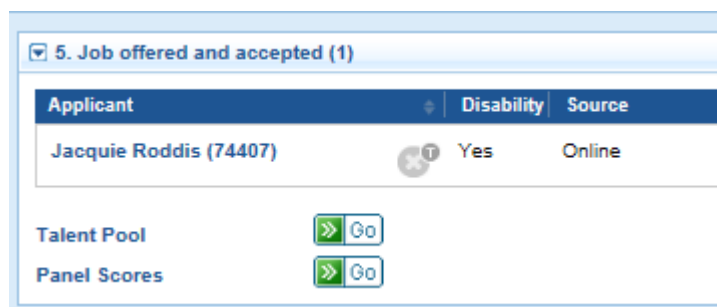 5. Job offered and accepted (1)
Applicant Disability Source
Jacquie Roddis (74407) T Yes Online
Talent Pool Go
Panel Scores Go